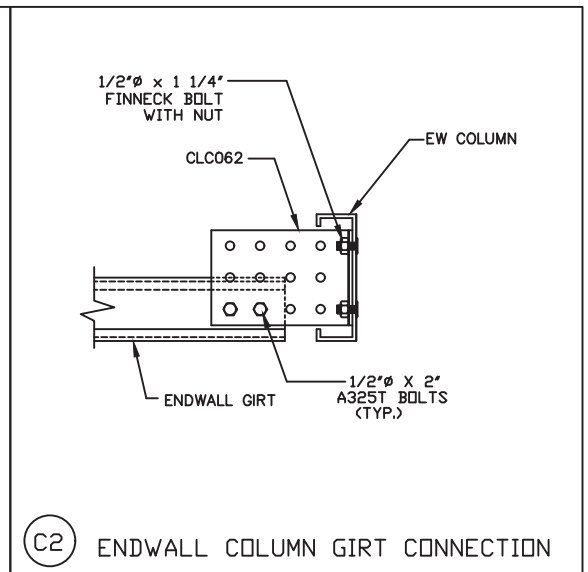 1/2"ø x 1 1/4"
FINNECK BOLT
WITH NUT
CLC062
EW COLUMN
ENDWALL GIRT
1/2"ø X 2"
A325T BOLTS
(TYP.)
C2 ENDWALL COLUMN GIRT CONNECTION